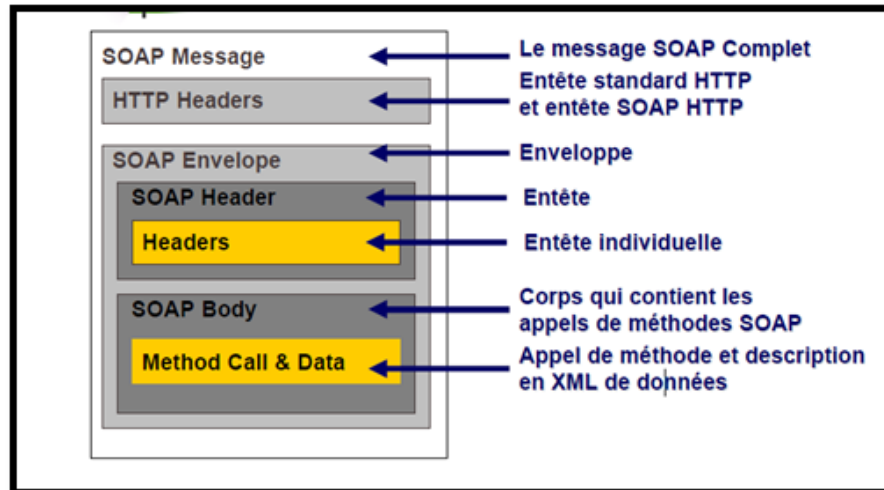 SOAP Message
Le message SOAP Complet
HTTP Headers
Entête standard HTTP
et entête SOAP HTTP
SOAP Envelope
Enveloppe
SOAP Header
Entête
Headers
Entête individuelle
SOAP Body
Corps qui contient les
appels de méthodes SOAP
Method Call & Data
Appel de méthode et description
en XML de données